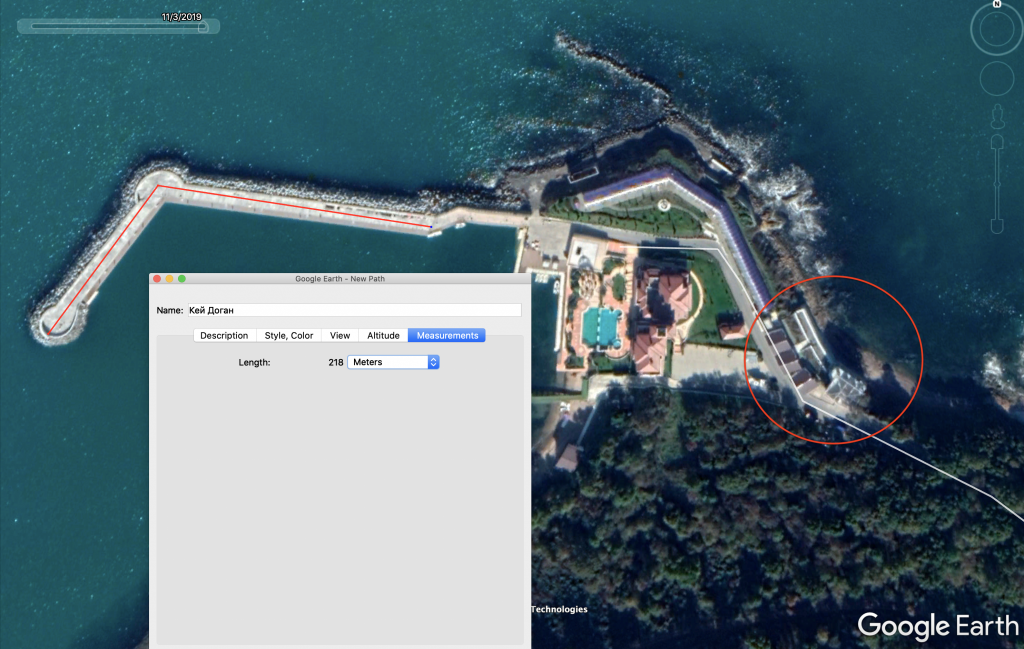 11/3/2019
N
Google Earth - New Path
Name: Кей Доган
Description Style, Color View Altitude Measurements
Length: 218 Meters
Technologies
Google Earth